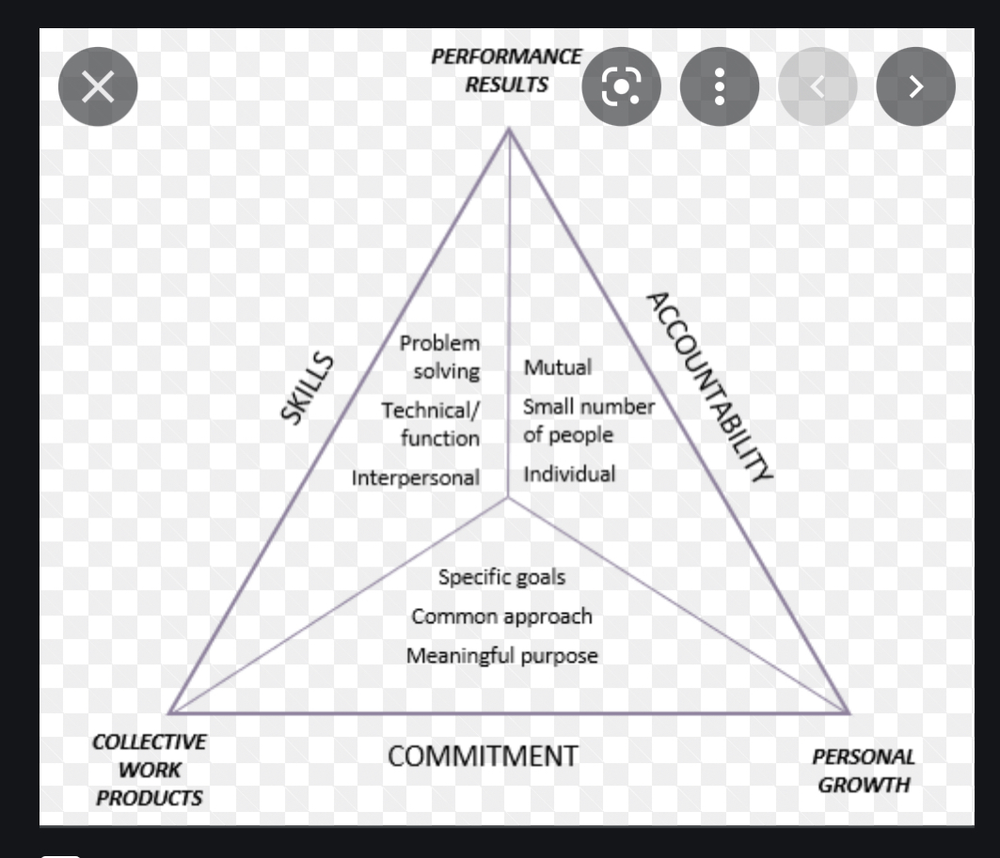 PERFORMANCE
RESULTS
SKILLS
ACCOUNTABILITY
Problem
solving
Technical/
function
Interpersonal
Mutual
Small number
of people
Individual
Specific goals
Common approach
Meaningful purpose
COLLECTIVE
WORK
PRODUCTS
COMMITMENT
PERSONAL
GROWTH